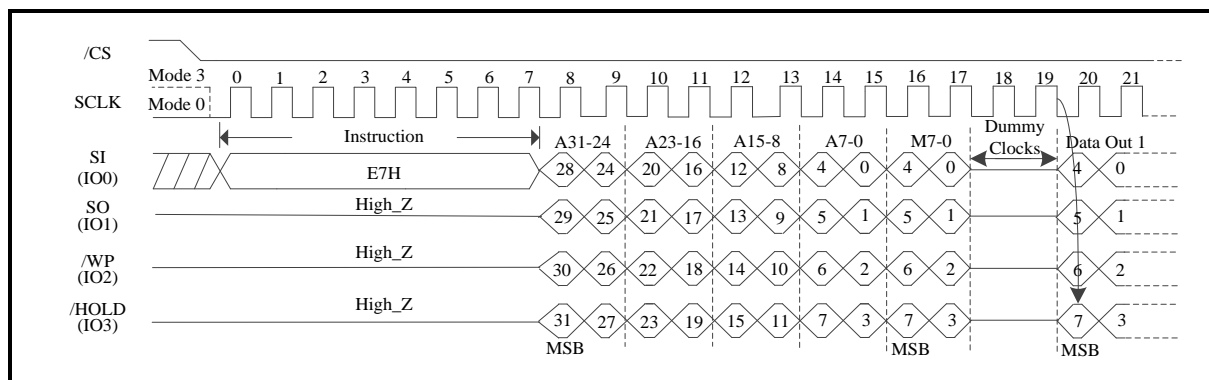 /CS
Mode 3 0 1 2 3 4 5 6 7 8 9 10 11 12 13 14 15 16 17 18 19 20 21
SCLK Mode 0
Instruction A31-24 A23-16 A15-8 A7-0 M7-0 Dummy Clocks Data Out 1
SI (IO0) E7H 28 24 20 16 12 8 4 0 4 0 4 0
SO (IO1) High_Z 29 25 21 17 13 9 5 1 5 1 5 1
/WP (IO2) High_Z 30 26 22 18 14 10 6 2 6 2 6 2
/HOLD (IO3) High_Z 31 27 23 19 15 11 7 3 7 3 7 3
MSB MSB MSB